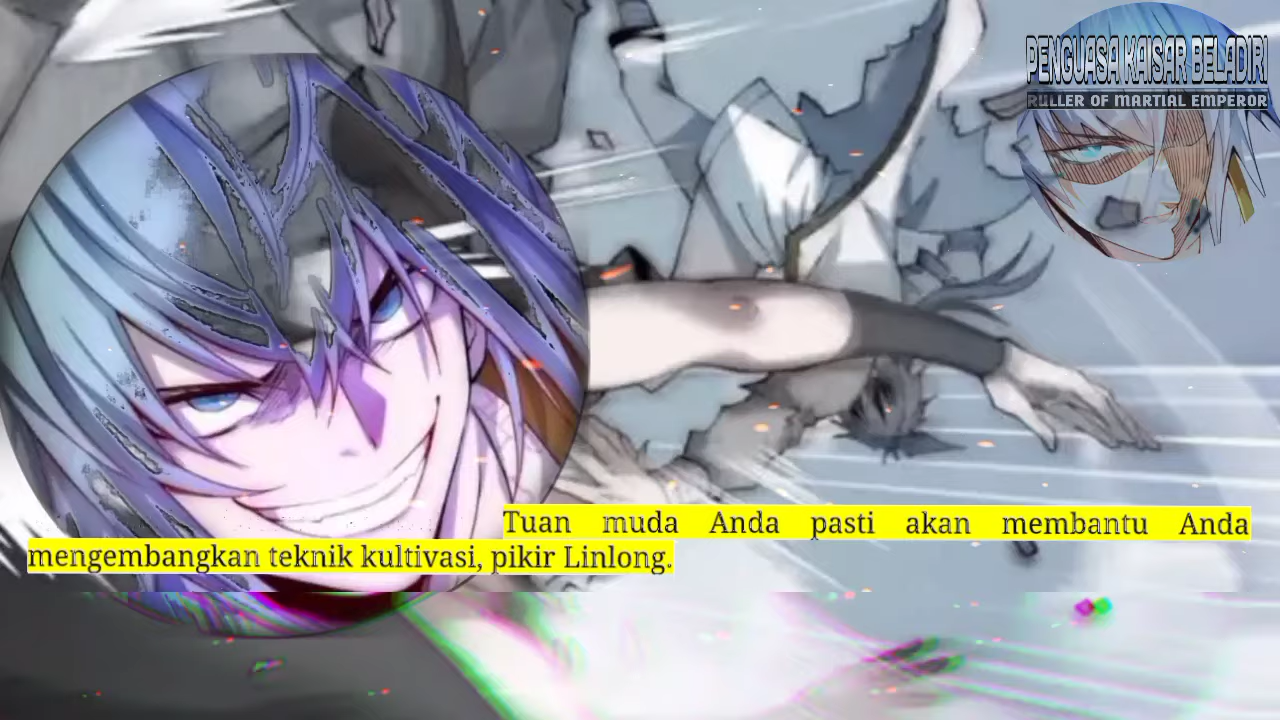 PENGUASA KAISAR BELADIRI
RULLER OF MARTIAL EMPEROR
Tuan muda Anda pasti akan membantu Anda
mengembangkan teknik kultivasi, pikir Linlong.